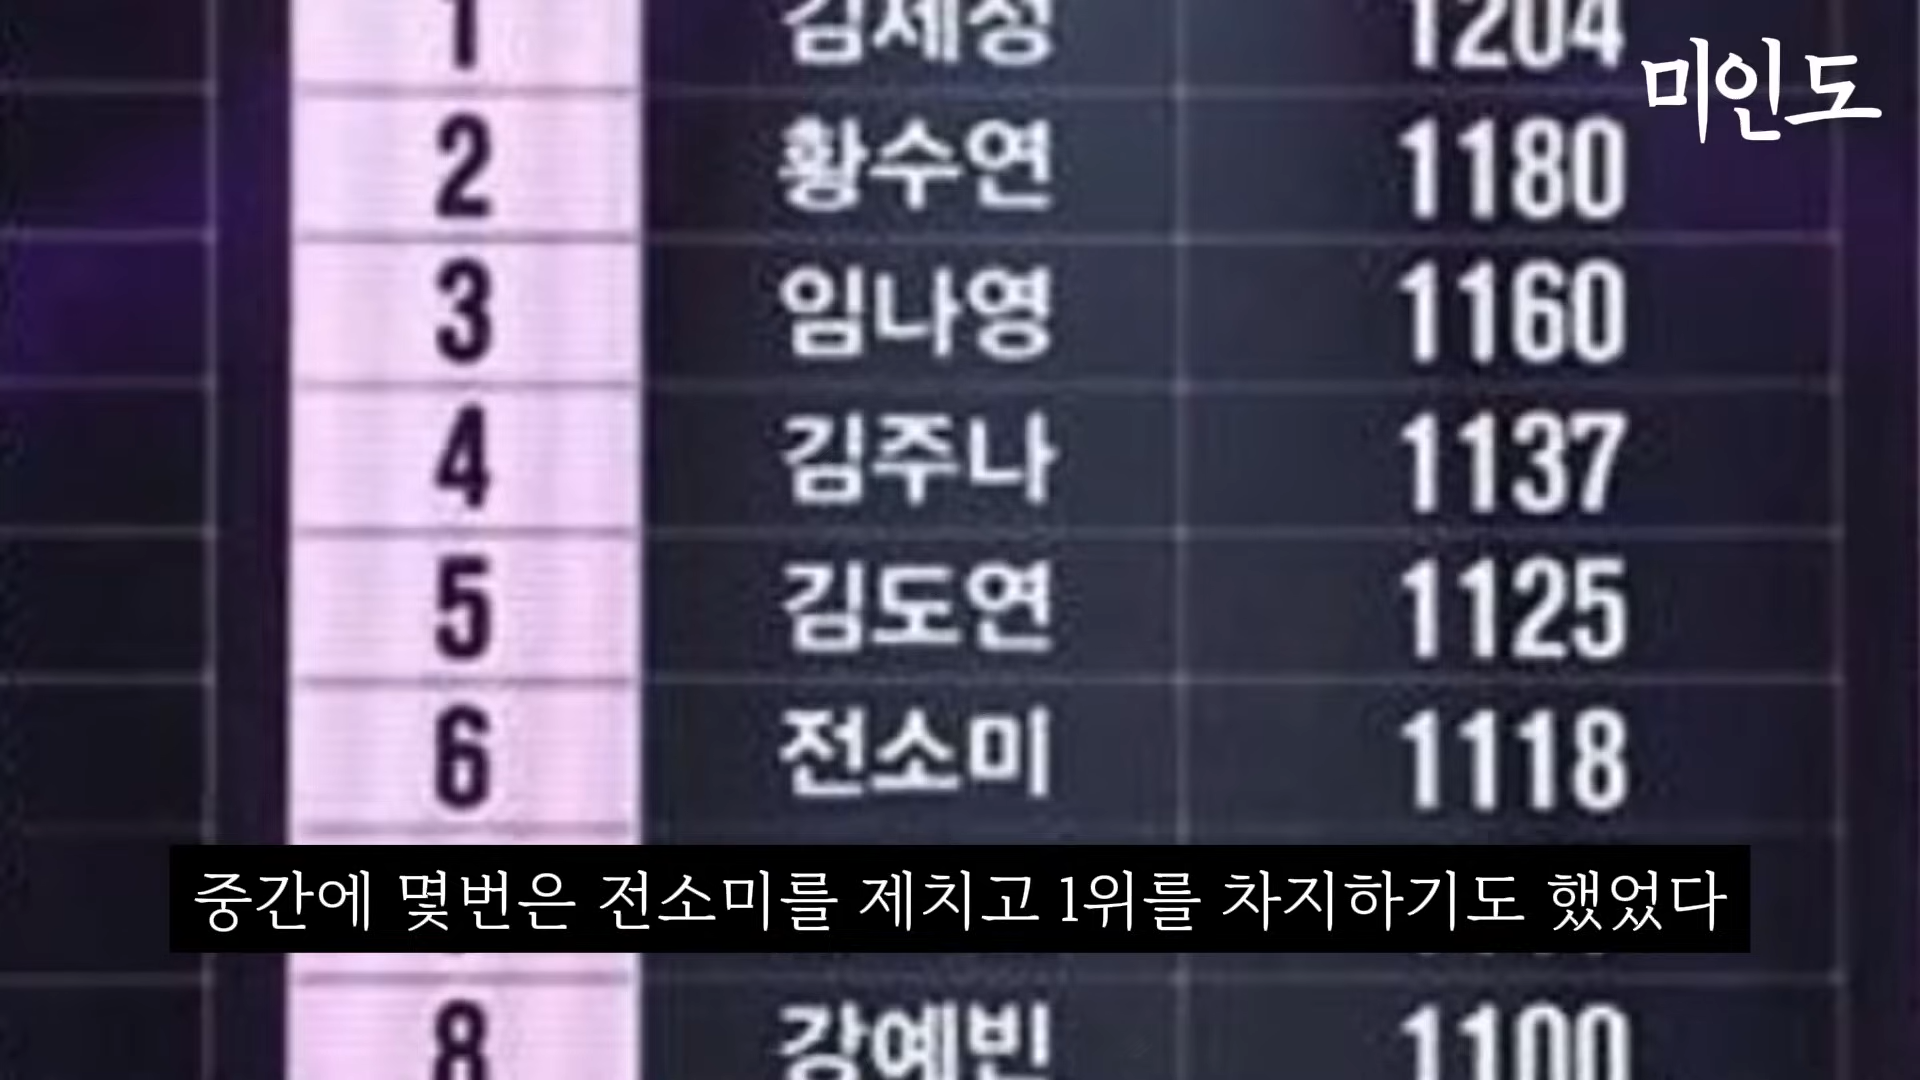 1 김세정 1204
미인도
2 황수연 1180
3 임나영 1160
4 김주나 1137
5 김도연 1125
6 전소미 1118
중간에 몇번은 전소미를 제치고 1위를 차지하기도 했었다
8 강예빈 1100